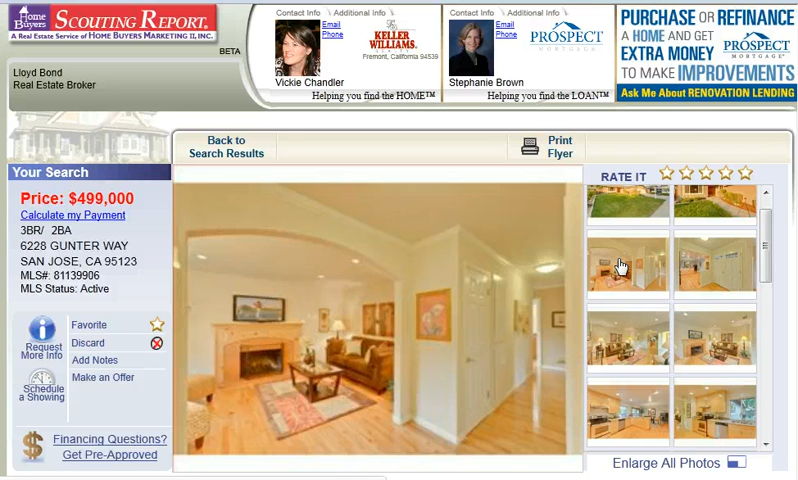 Home Buyers
SCOUTING REPORT®
A Real Estate Service of HOME BUYERS MARKETING II, INC.
BETA
Lloyd Bond
Real Estate Broker
Contact Info
Additional Info
Email
Phone
KELLER WILLIAMS.
REALTY
Fremont, California 94539
Vickie Chandler
Helping you find the HOME™
Contact Info
Additional Info
Email
Phone
PROSPECT
MORTGAGE
Stephanie Brown
Helping you find the LOAN™
PURCHASE OR REFINANCE
A HOME AND GET
EXTRA MONEY
TO MAKE IMPROVEMENTS
PROSPECT
MORTGAGE
Ask Me About RENOVATION LENDING
Back to
Search Results
Print
Flyer
Your Search
Price: $499,000
Calculate my Payment
3BR/ 2BA
6228 GUNTER WAY
SAN JOSE, CA 95123
MLS#: 81139906
MLS Status: Active
Request
More Info
Schedule
a Showing
Favorite
Discard
Add Notes
Make an Offer
Financing Questions?
Get Pre-Approved
RATE IT
Enlarge All Photos